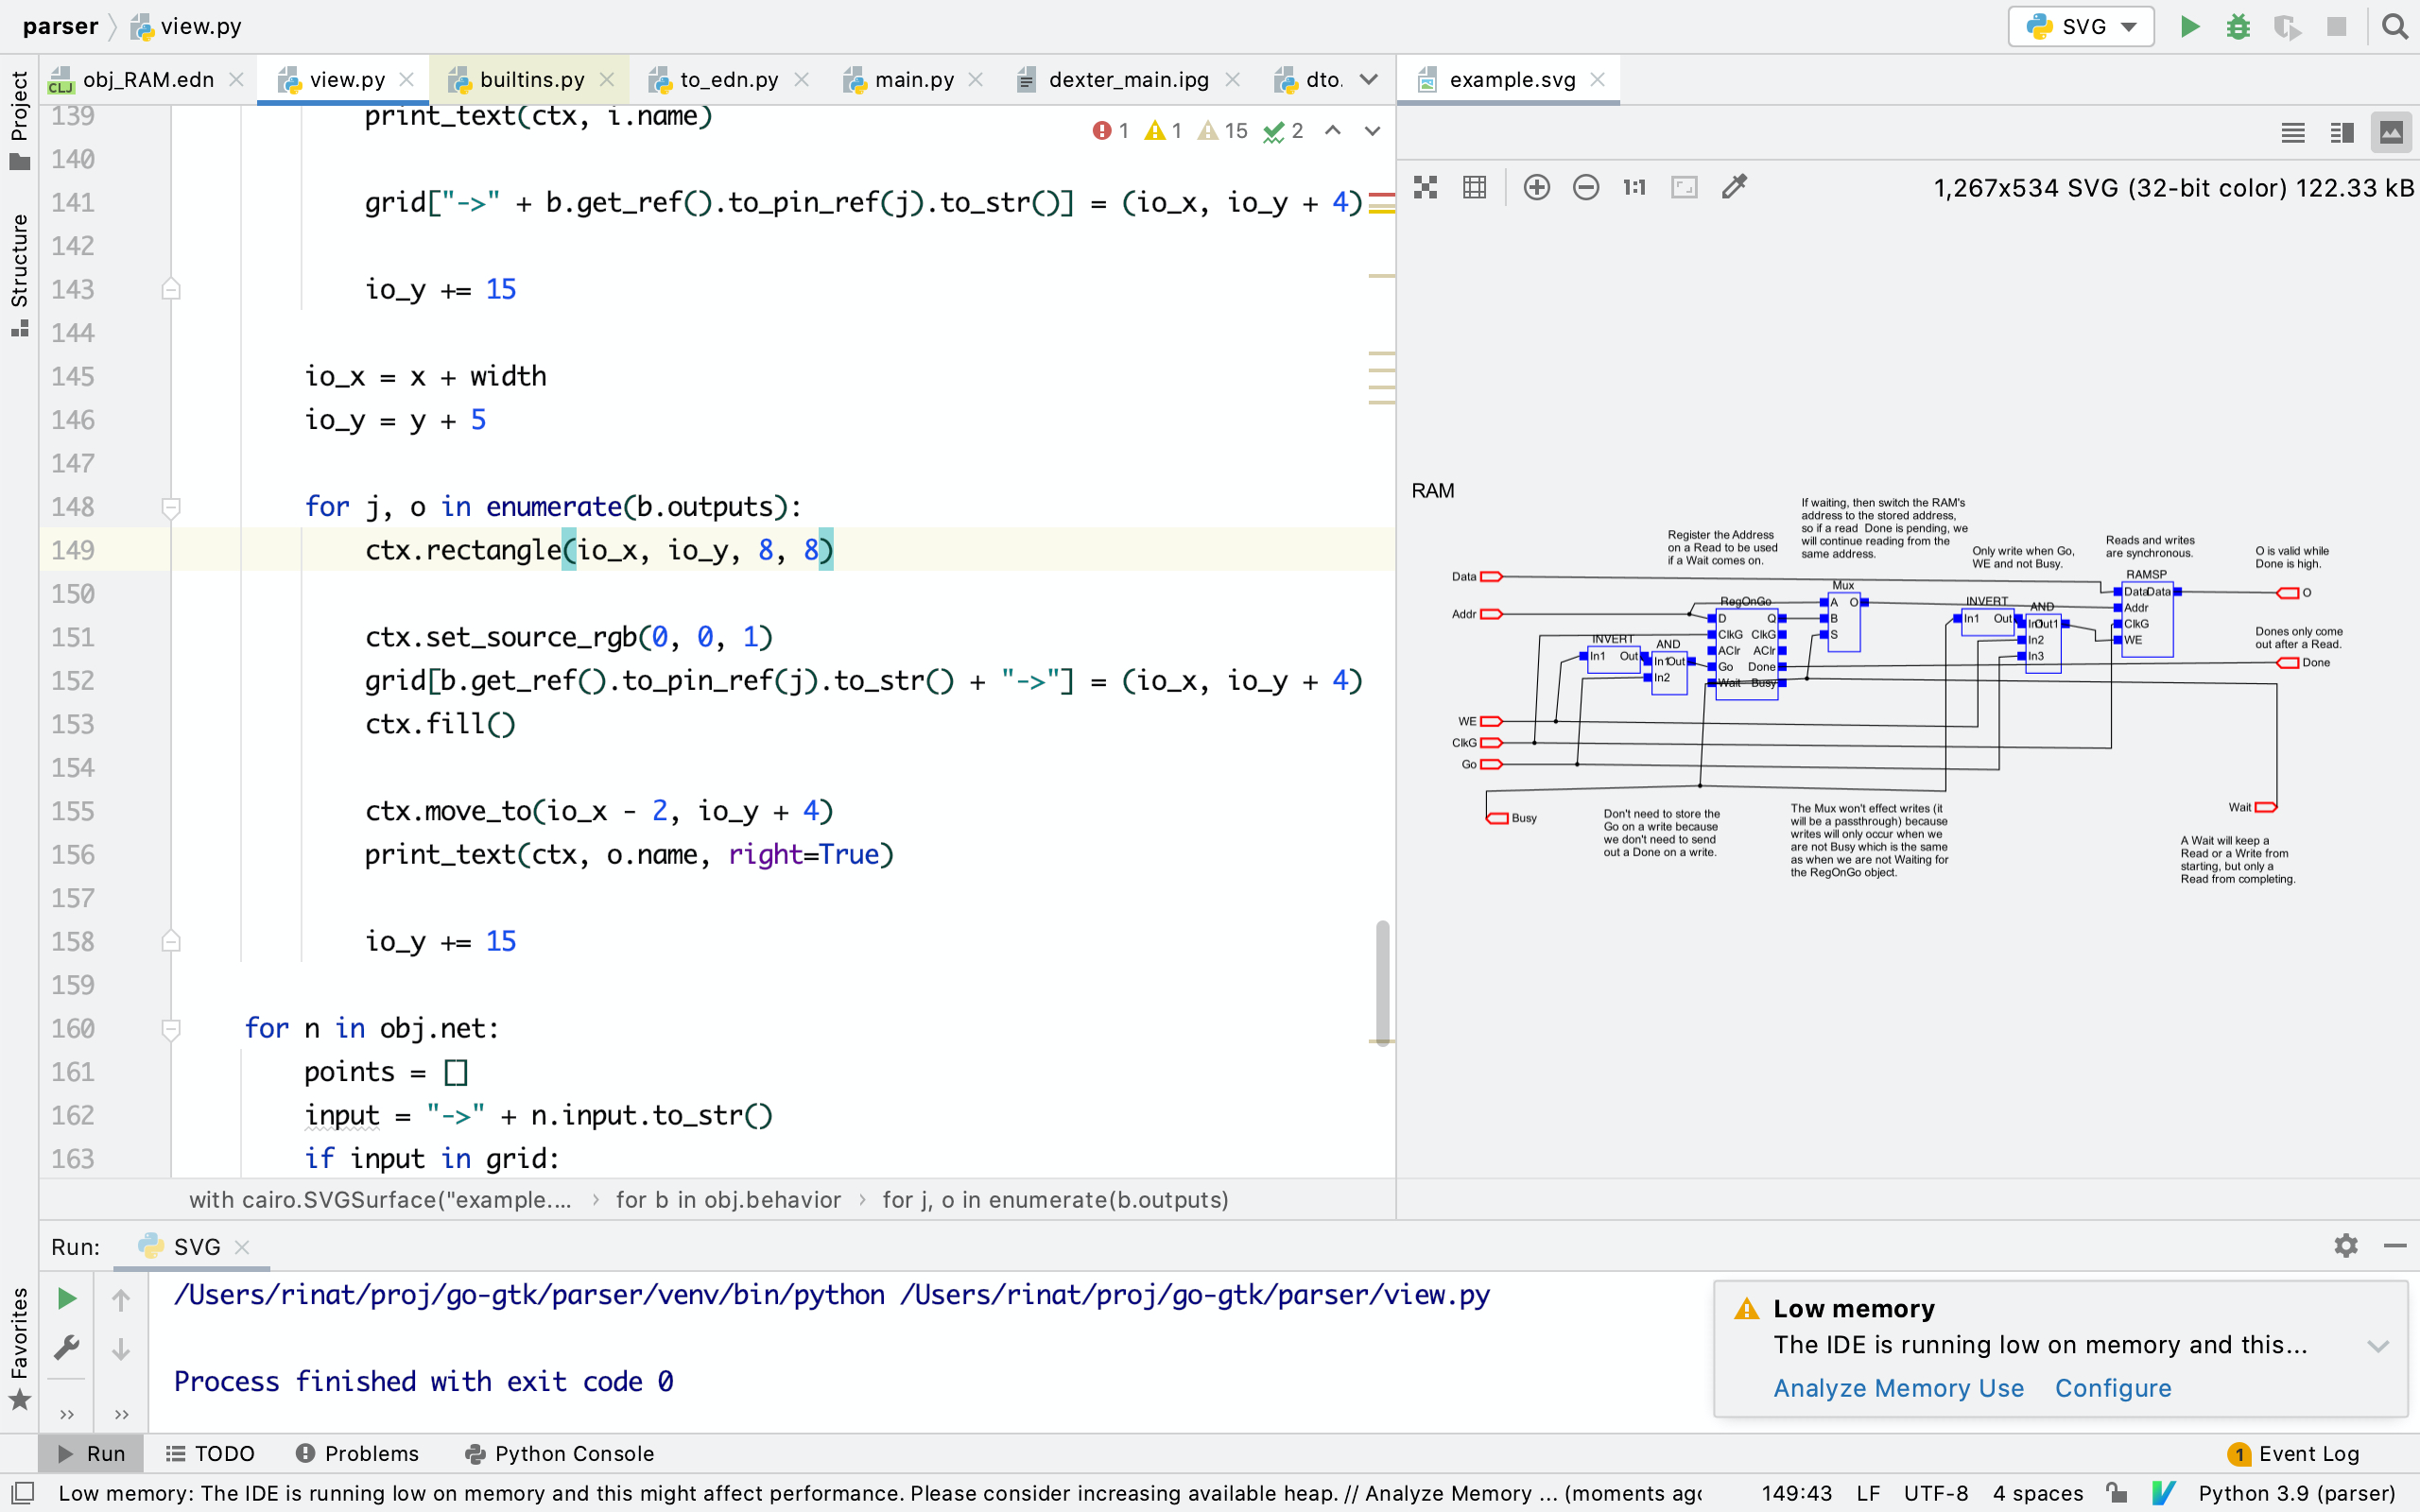 parser
view.py
SVG
obj_RAM.edn
view.py
builtins.py
to_edn.py
main.py
dexter_main.ipg
dto.
example.svg
Project
Structure
Favorites
1 1 15 2
1,267x534 SVG (32-bit color) 122.33 kB
139 print_text(ctx, i.name)
140
141 grid["->" + b.get_ref().to_pin_ref(j).to_str()] = (io_x, io_y + 4)
142
143 io_y += 15
144
145 io_x = x + width
146 io_y = y + 5
147
148 for j, o in enumerate(b.outputs):
149 ctx.rectangle(io_x, io_y, 8, 8)
150
151 ctx.set_source_rgb(0, 0, 1)
152 grid[b.get_ref().to_pin_ref(j).to_str() + "->"] = (io_x, io_y + 4)
153 ctx.fill()
154
155 ctx.move_to(io_x - 2, io_y + 4)
156 print_text(ctx, o.name, right=True)
157
158 io_y += 15
159
160 for n in obj.net:
161 points = []
162 input = "->" + n.input.to_str()
163 if input in grid:
with cairo.SVGSurface("example.... › for b in obj.behavior › for j, o in enumerate(b.outputs)
1:1
RAM
Register the Address
on a Read to be used
if a Wait comes on.
If waiting, then switch the RAM's
address to the stored address,
so if a read Done is pending, we
will continue reading from the
same address.
Only write when Go,
WE and not Busy.
Reads and writes
are synchronous.
O is valid while
Done is high.
Dones only come
out after a Read.
Data
Addr
WE
ClkG
Go
Busy
INVERT
In1 Out
AND
In1 Out
In2
RegOnGo
D Q
ClkG ClkG
AClr AClr
Go Done
Wait Busy
Mux
A O
B
S
INVERT
In1 Out
AND
In1 Out1
In2
In3
RAMSP
Data Data
Addr
ClkG
WE
O
Done
Wait
Don't need to store the
Go on a write because
we don't need to send
out a Done on a write.
The Mux won't effect writes (it
will be a passthrough) because
writes will only occur when we
are not Busy which is the same
as when we are not Waiting for
the RegOnGo object.
A Wait will keep a
Read or a Write from
starting, but only a
Read from completing.
Run: SVG
/Users/rinat/proj/go-gtk/parser/venv/bin/python /Users/rinat/proj/go-gtk/parser/view.py
Process finished with exit code 0
Low memory
The IDE is running low on memory and this...
Analyze Memory Use Configure
Run TODO Problems Python Console
1 Event Log
Low memory: The IDE is running low on memory and this might affect performance. Please consider increasing available heap. // Analyze Memory ... (moments ago
149:43 LF UTF-8 4 spaces Python 3.9 (parser)